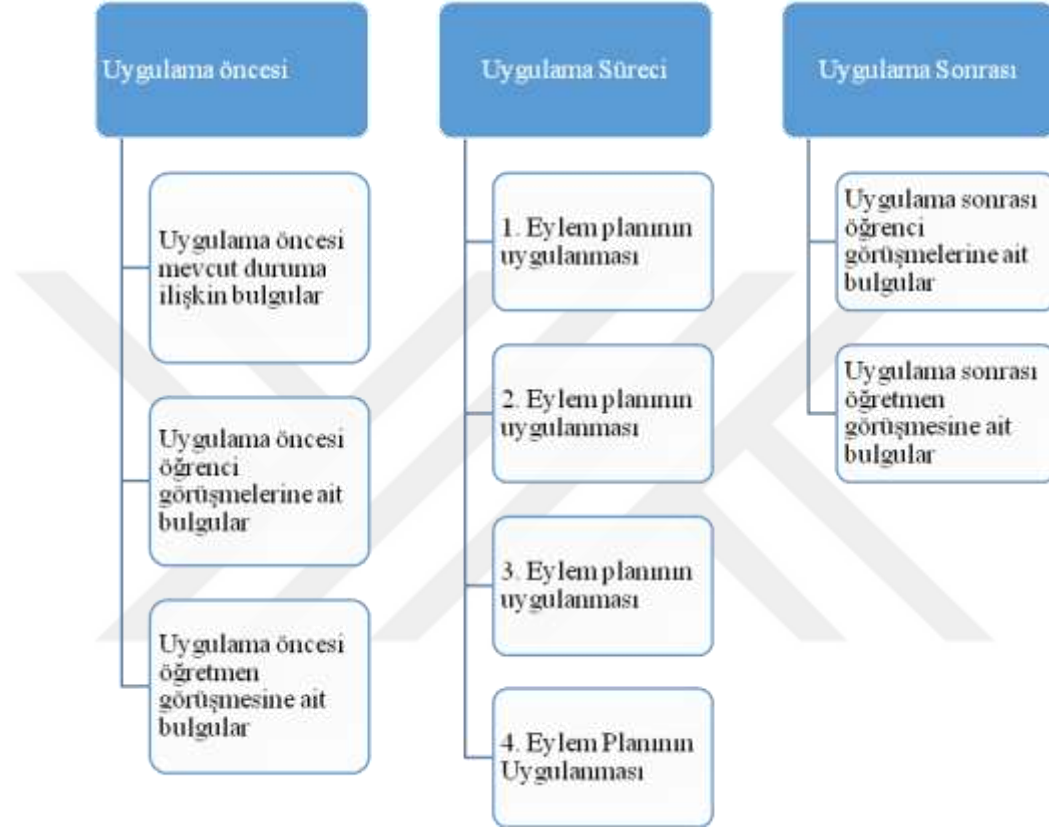 Uygulama öncesi
Uygulama öncesi
mevcut duruma
ilişkin bulgular
Uygulama öncesi
öğrenci
görüşmelerine ait
bulgular
Uygulama öncesi
öğretmen
görüşmesine ait
bulgular
Uygulama Süreci
1. Eylem planının
uygulanması
2. Eylem planının
uygulanması
3. Eylem planının
uygulanması
4. Eylem Planının
Uygulanması
Uygulama Sonrası
Uygulama sonrası
öğrenci
görüşmelerine ait
bulgular
Uygulama sonrası
öğretmen
görüşmesine ait
bulgular